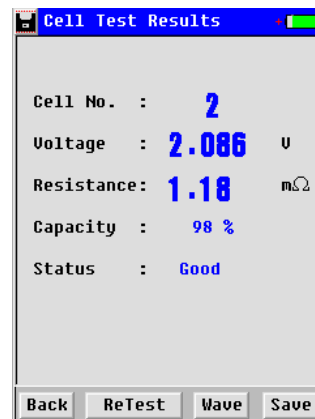 Cell Test Results
Cell No. : 2
Voltage : 2.086 V
Resistance: 1.18 mΩ
Capacity : 98 %
Status : Good
Back ReTest Wave Save